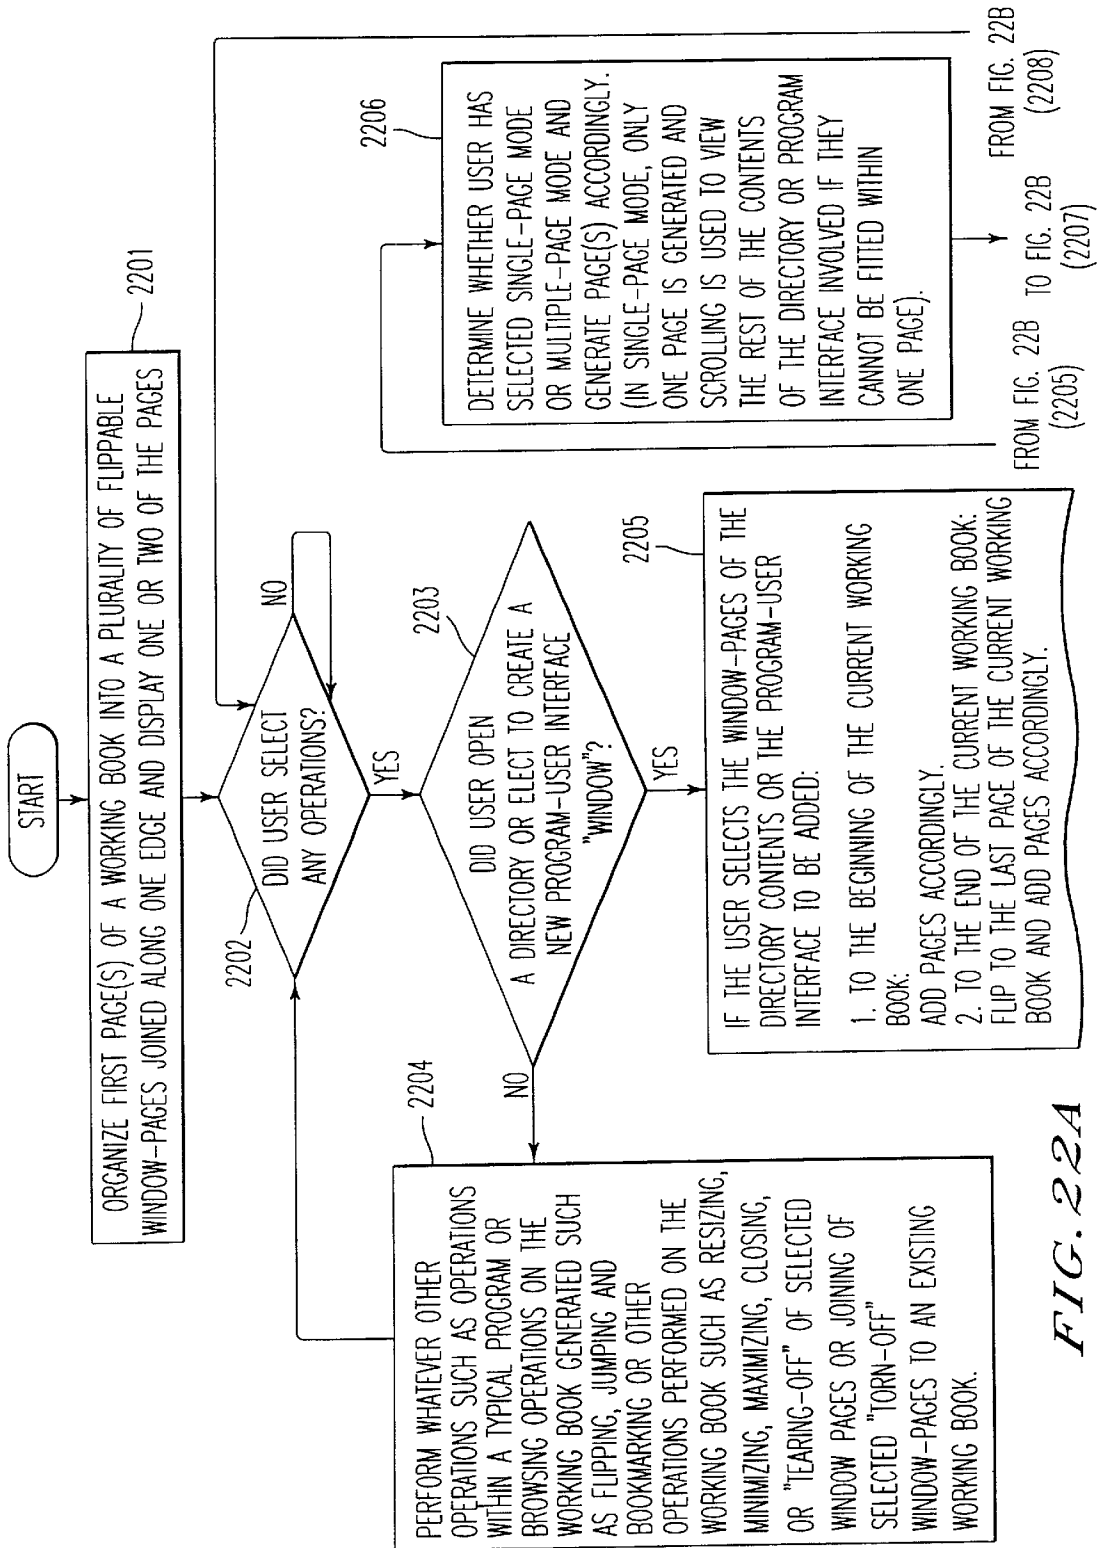 START
2201
ORGANIZE FIRST PAGE(S) OF A WORKING BOOK INTO A PLURALITY OF FLIPPABLE
WINDOW-PAGES JOINED ALONG ONE EDGE AND DISPLAY ONE OR TWO OF THE PAGES
2202
DID USER SELECT
ANY OPERATIONS?
NO
YES
2203
DID USER OPEN
A DIRECTORY OR ELECT TO CREATE A
NEW PROGRAM-USER INTERFACE
"WINDOW"?
NO
YES
2204
PERFORM WHATEVER OTHER
OPERATIONS SUCH AS OPERATIONS
WITHIN A TYPICAL PROGRAM OR
BROWSING OPERATIONS ON THE
WORKING BOOK GENERATED SUCH
AS FLIPPING, JUMPING AND
BOOKMARKING OR OTHER
OPERATIONS PERFORMED ON THE
WORKING BOOK SUCH AS RESIZING,
MINIMIZING, MAXIMIZING, CLOSING,
OR "TEARING-OFF" OF SELECTED
WINDOW PAGES OR JOINING OF
SELECTED "TORN-OFF"
WINDOW-PAGES TO AN EXISTING
WORKING BOOK.
2205
IF THE USER SELECTS THE WINDOW-PAGES OF THE
DIRECTORY CONTENTS OR THE PROGRAM-USER
INTERFACE TO BE ADDED:
1. TO THE BEGINNING OF THE CURRENT WORKING
BOOK:
ADD PAGES ACCORDINGLY.
2. TO THE END OF THE CURRENT WORKING BOOK:
FLIP TO THE LAST PAGE OF THE CURRENT WORKING
BOOK AND ADD PAGES ACCORDINGLY.
2206
DETERMINE WHETHER USER HAS
SELECTED SINGLE-PAGE MODE
OR MULTIPLE-PAGE MODE AND
GENERATE PAGE(S) ACCORDINGLY.
(IN SINGLE-PAGE MODE, ONLY
ONE PAGE IS GENERATED AND
SCROLLING IS USED TO VIEW
THE REST OF THE CONTENTS
OF THE DIRECTORY OR PROGRAM
INTERFACE INVOLVED IF THEY
CANNOT BE FITTED WITHIN
ONE PAGE).
FROM FIG. 22B
(2205)
TO FIG. 22B
(2207)
FROM FIG. 22B
(2208)
FIG. 22A